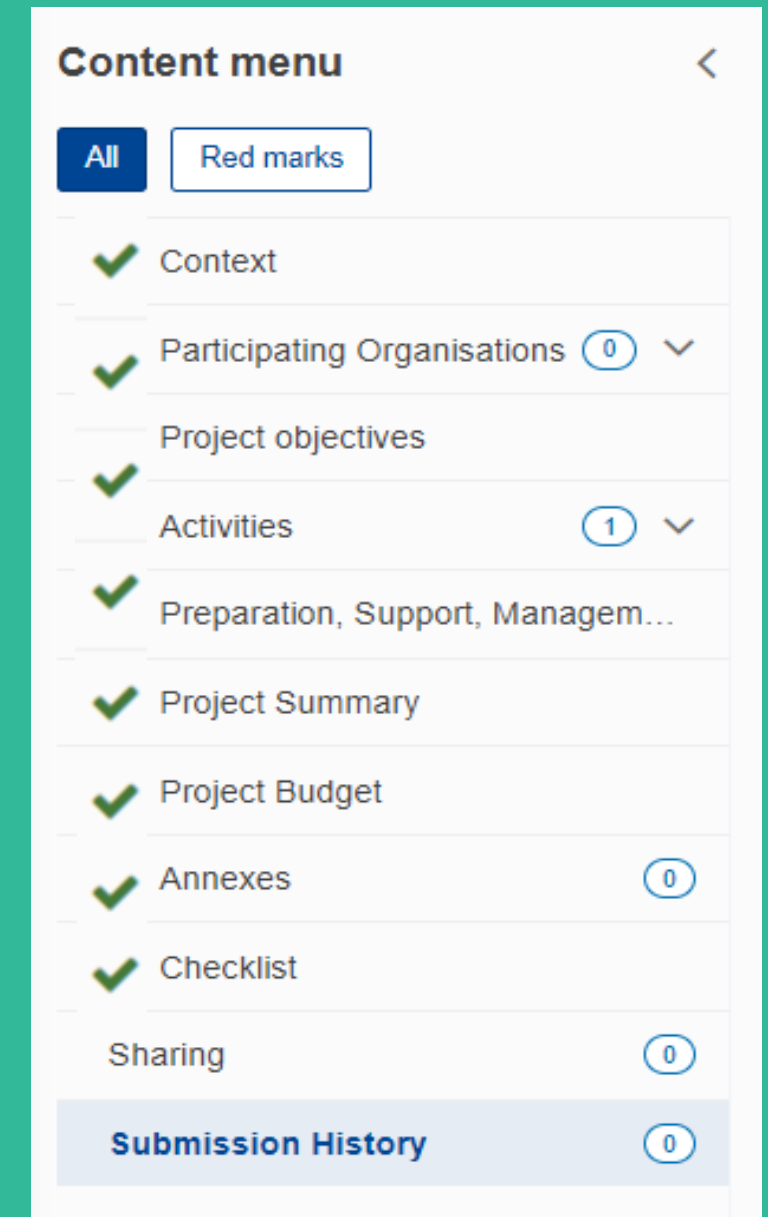 Content menu
All Red marks
Context
Participating Organisations 0
Project objectives
Activities 1
Preparation, Support, Managem...
Project Summary
Project Budget
Annexes 0
Checklist
Sharing 0
Submission History 0